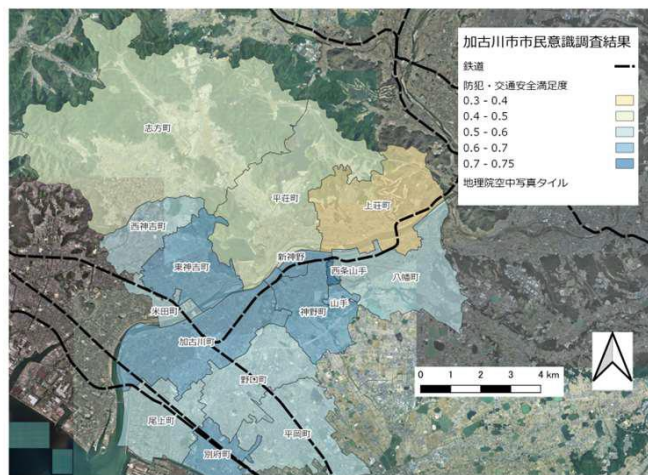 加古川市市民意識調査結果
鉄道
防犯・交通安全満足度
0.3 - 0.4
0.4 - 0.5
0.5 - 0.6
0.6 - 0.7
0.7 - 0.75
地理院空中写真タイル
志方町
平荘町
上荘町
西神吉町
東神吉町
新神野
西条山手
八幡町
米田町
神野町
山手
加古川町
野口町
尾上町
平岡町
別府町
0 1 2 3 4 km